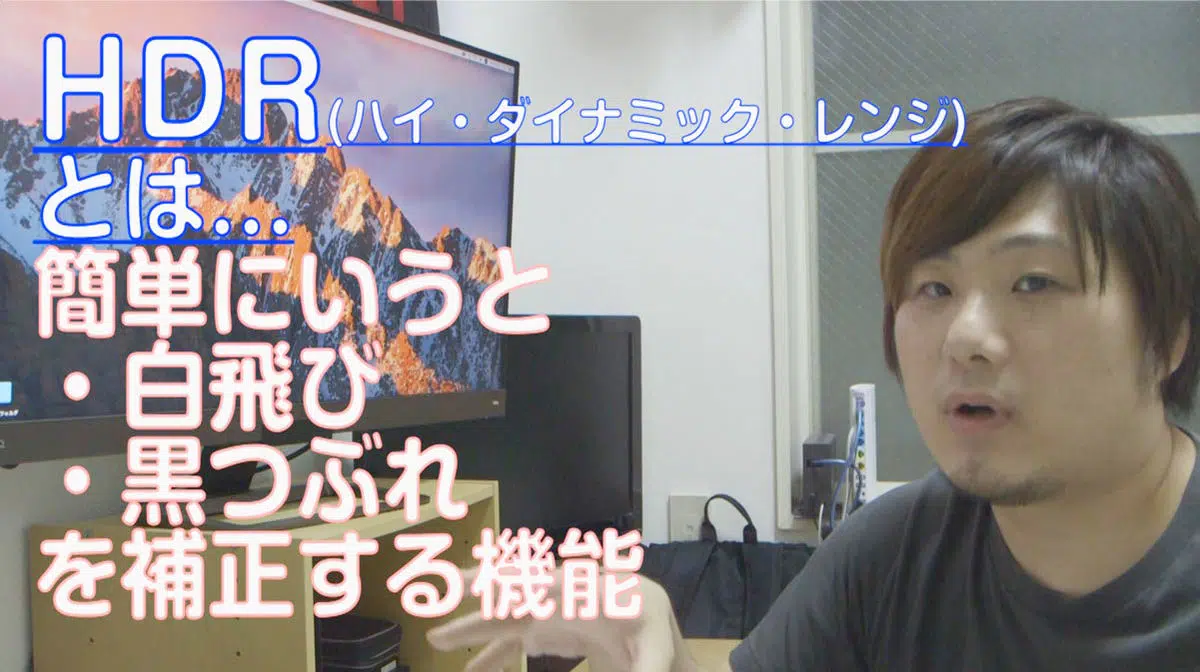 HDR(ハイ・ダイナミック・レンジ)
とは...
簡単にいうと
・白飛び
・黒つぶれ
を補正する機能